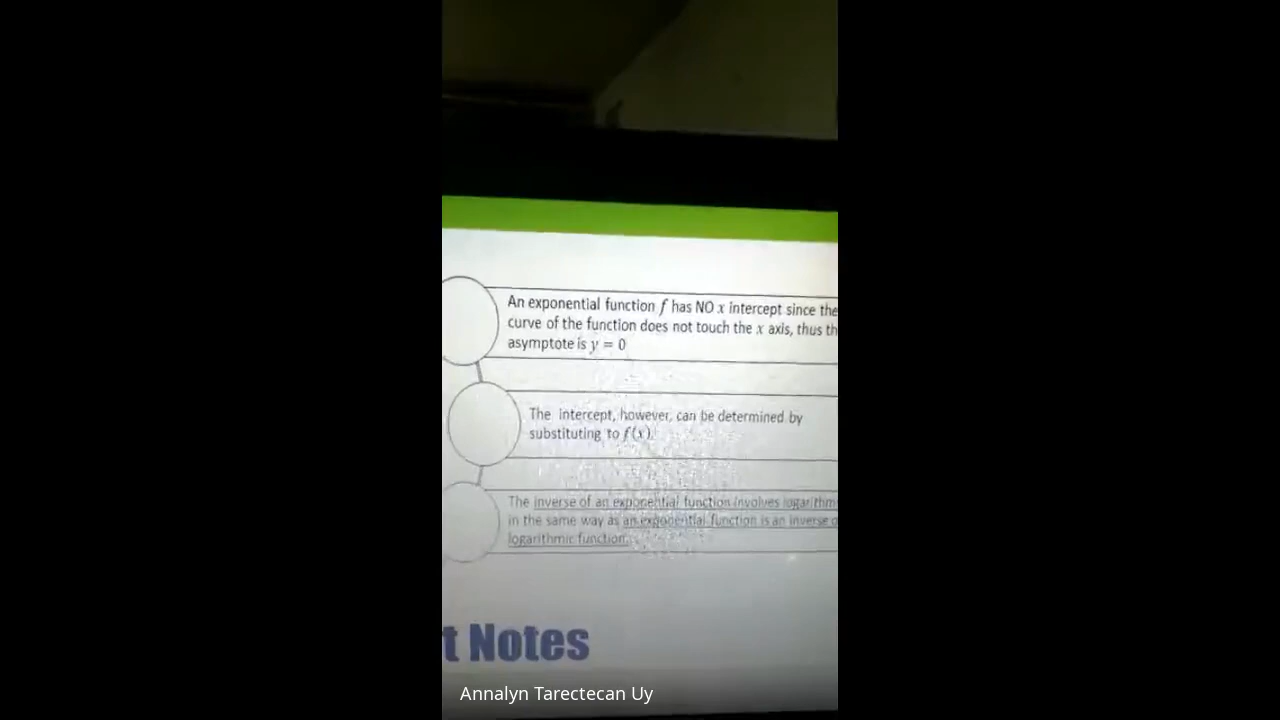 An exponential function f has NO x intercept since the
curve of the function does not touch the x axis, thus th
asymptote is y = 0
The intercept, however, can be determined by
substituting to f(x).
The inverse of an exponential function involves logarithm
in the same way as an exponential function is an inverse o
logarithmic function.
t Notes
Annalyn Tarectecan Uy